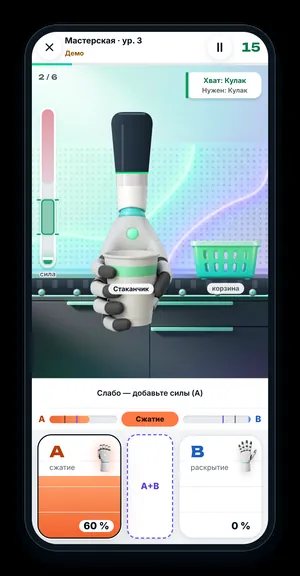 Мастерская · ур. 3
Демо
15
2 / 6
Хват: Кулак
Нужен: Кулак
сила
Стаканчик
корзина
Слабо — добавьте силы (A)
A
Сжатие
B
A
сжатие
60 %
A+B
B
раскрытие
0 %